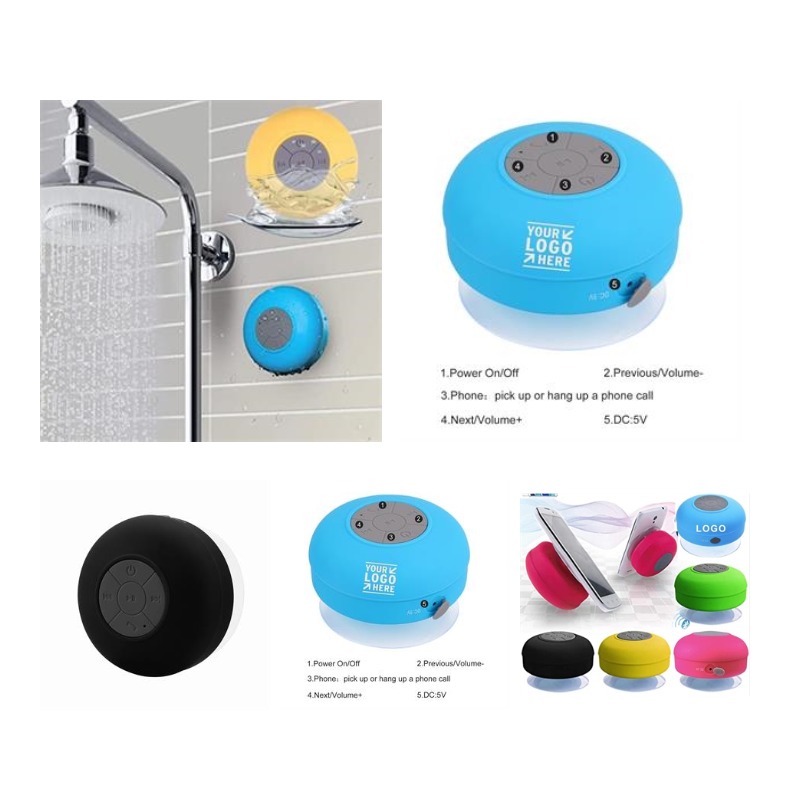 1
2
3
4
YOUR
LOGO
HERE
5
DC 5V
1.Power On/Off
2.Previous/Volume-
3.Phone: pick up or hang up a phone call
4.Next/Volume+
5.DC:5V
1
2
3
4
YOUR
LOGO
HERE
5
1.Power On/Off
2.Previous/Volume-
3.Phone: pick up or hang up a phone call
4.Next/Volume+
5.DC:5V
LOGO